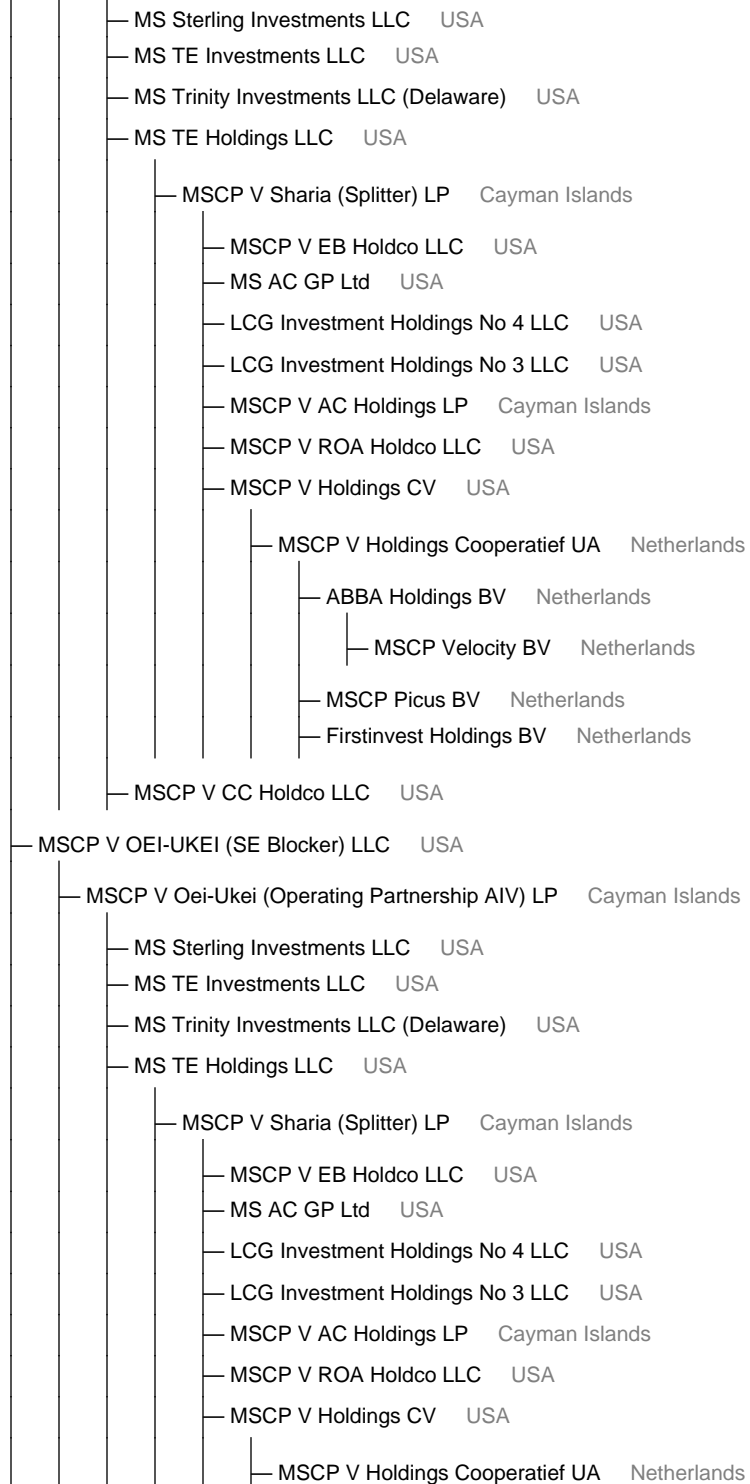 MS Sterling Investments LLC USA
MS TE Investments LLC USA
MS Trinity Investments LLC (Delaware) USA
MS TE Holdings LLC USA
MSCP V Sharia (Splitter) LP Cayman Islands
MSCP V EB Holdco LLC USA
MS AC GP Ltd USA
LCG Investment Holdings No 4 LLC USA
LCG Investment Holdings No 3 LLC USA
MSCP V AC Holdings LP Cayman Islands
MSCP V ROA Holdco LLC USA
MSCP V Holdings CV USA
MSCP V Holdings Cooperatief UA Netherlands
ABBA Holdings BV Netherlands
MSCP Velocity BV Netherlands
MSCP Picus BV Netherlands
Firstinvest Holdings BV Netherlands
MSCP V CC Holdco LLC USA
MSCP V OEI-UKEI (SE Blocker) LLC USA
MSCP V Oei-Ukei (Operating Partnership AIV) LP Cayman Islands
MS Sterling Investments LLC USA
MS TE Investments LLC USA
MS Trinity Investments LLC (Delaware) USA
MS TE Holdings LLC USA
MSCP V Sharia (Splitter) LP Cayman Islands
MSCP V EB Holdco LLC USA
MS AC GP Ltd USA
LCG Investment Holdings No 4 LLC USA
LCG Investment Holdings No 3 LLC USA
MSCP V AC Holdings LP Cayman Islands
MSCP V ROA Holdco LLC USA
MSCP V Holdings CV USA
MSCP V Holdings Cooperatief UA Netherlands